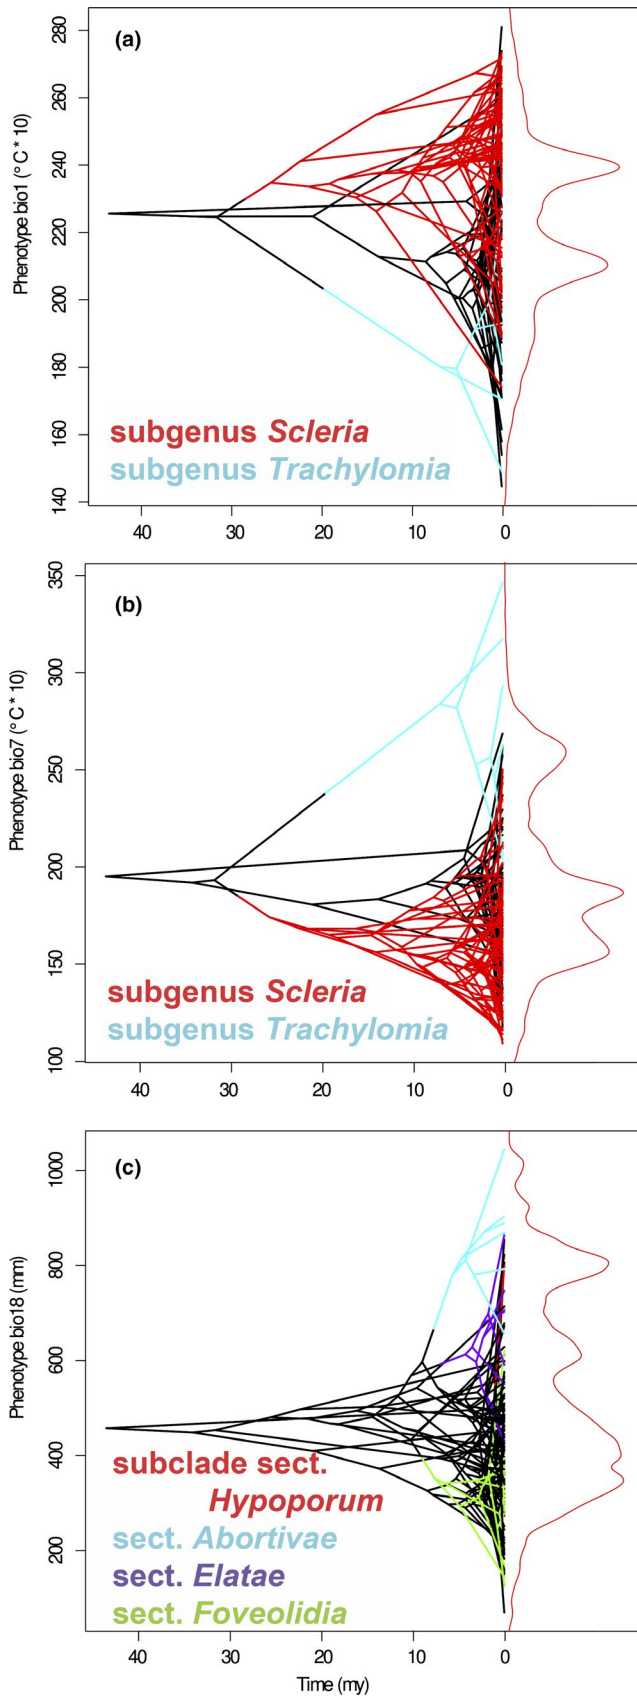 (a)
Phenotype bio1 (°C * 10)
280
260
240
220
200
180
160
140
subgenus Scleria
subgenus Trachylomia
40 30 20 10 0
(b)
Phenotype bio7 (°C * 10)
350
300
250
200
150
100
subgenus Scleria
subgenus Trachylomia
40 30 20 10 0
(c)
Phenotype bio18 (mm)
1000
800
600
400
200
subclade sect.
Hypoporum
sect. Abortivae
sect. Elatae
sect. Foveolidia
40 30 20 10 0
Time (my)